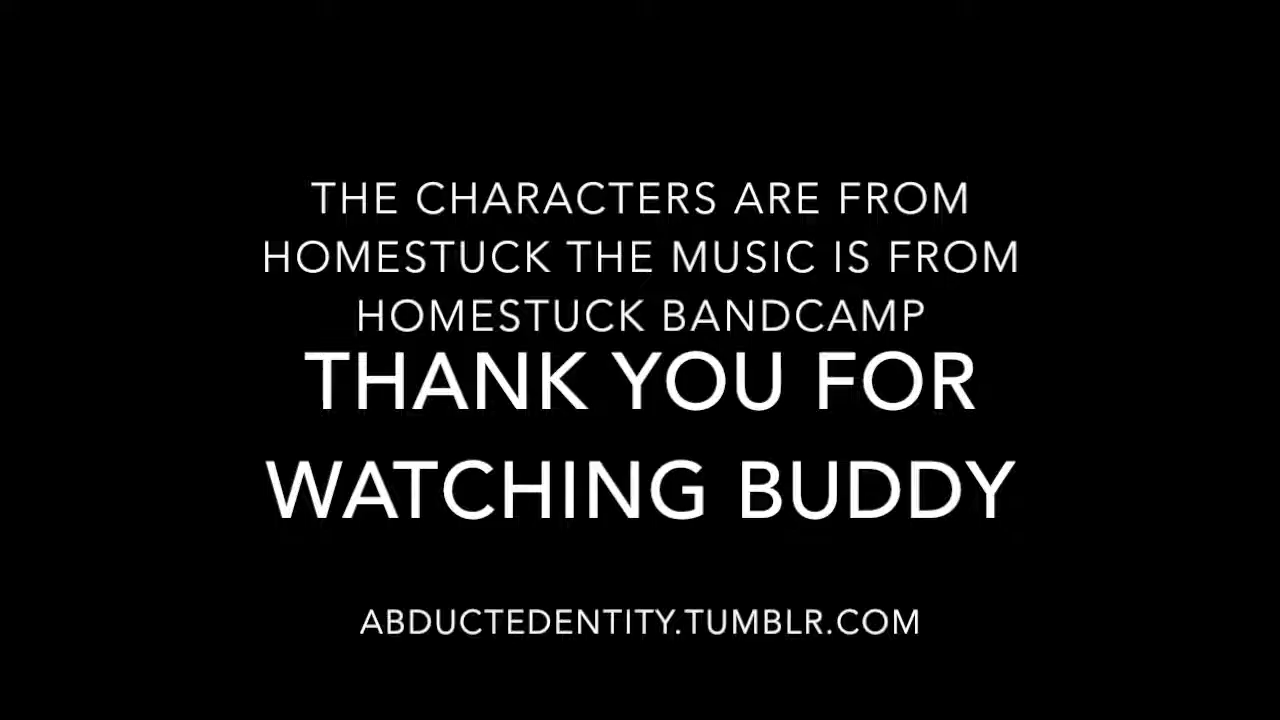 THE CHARACTERS ARE FROM
HOMESTUCK THE MUSIC IS FROM
HOMESTUCK BANDCAMP
THANK YOU FOR
WATCHING BUDDY
ABDUCTEDENTITY.TUMBLR.COM